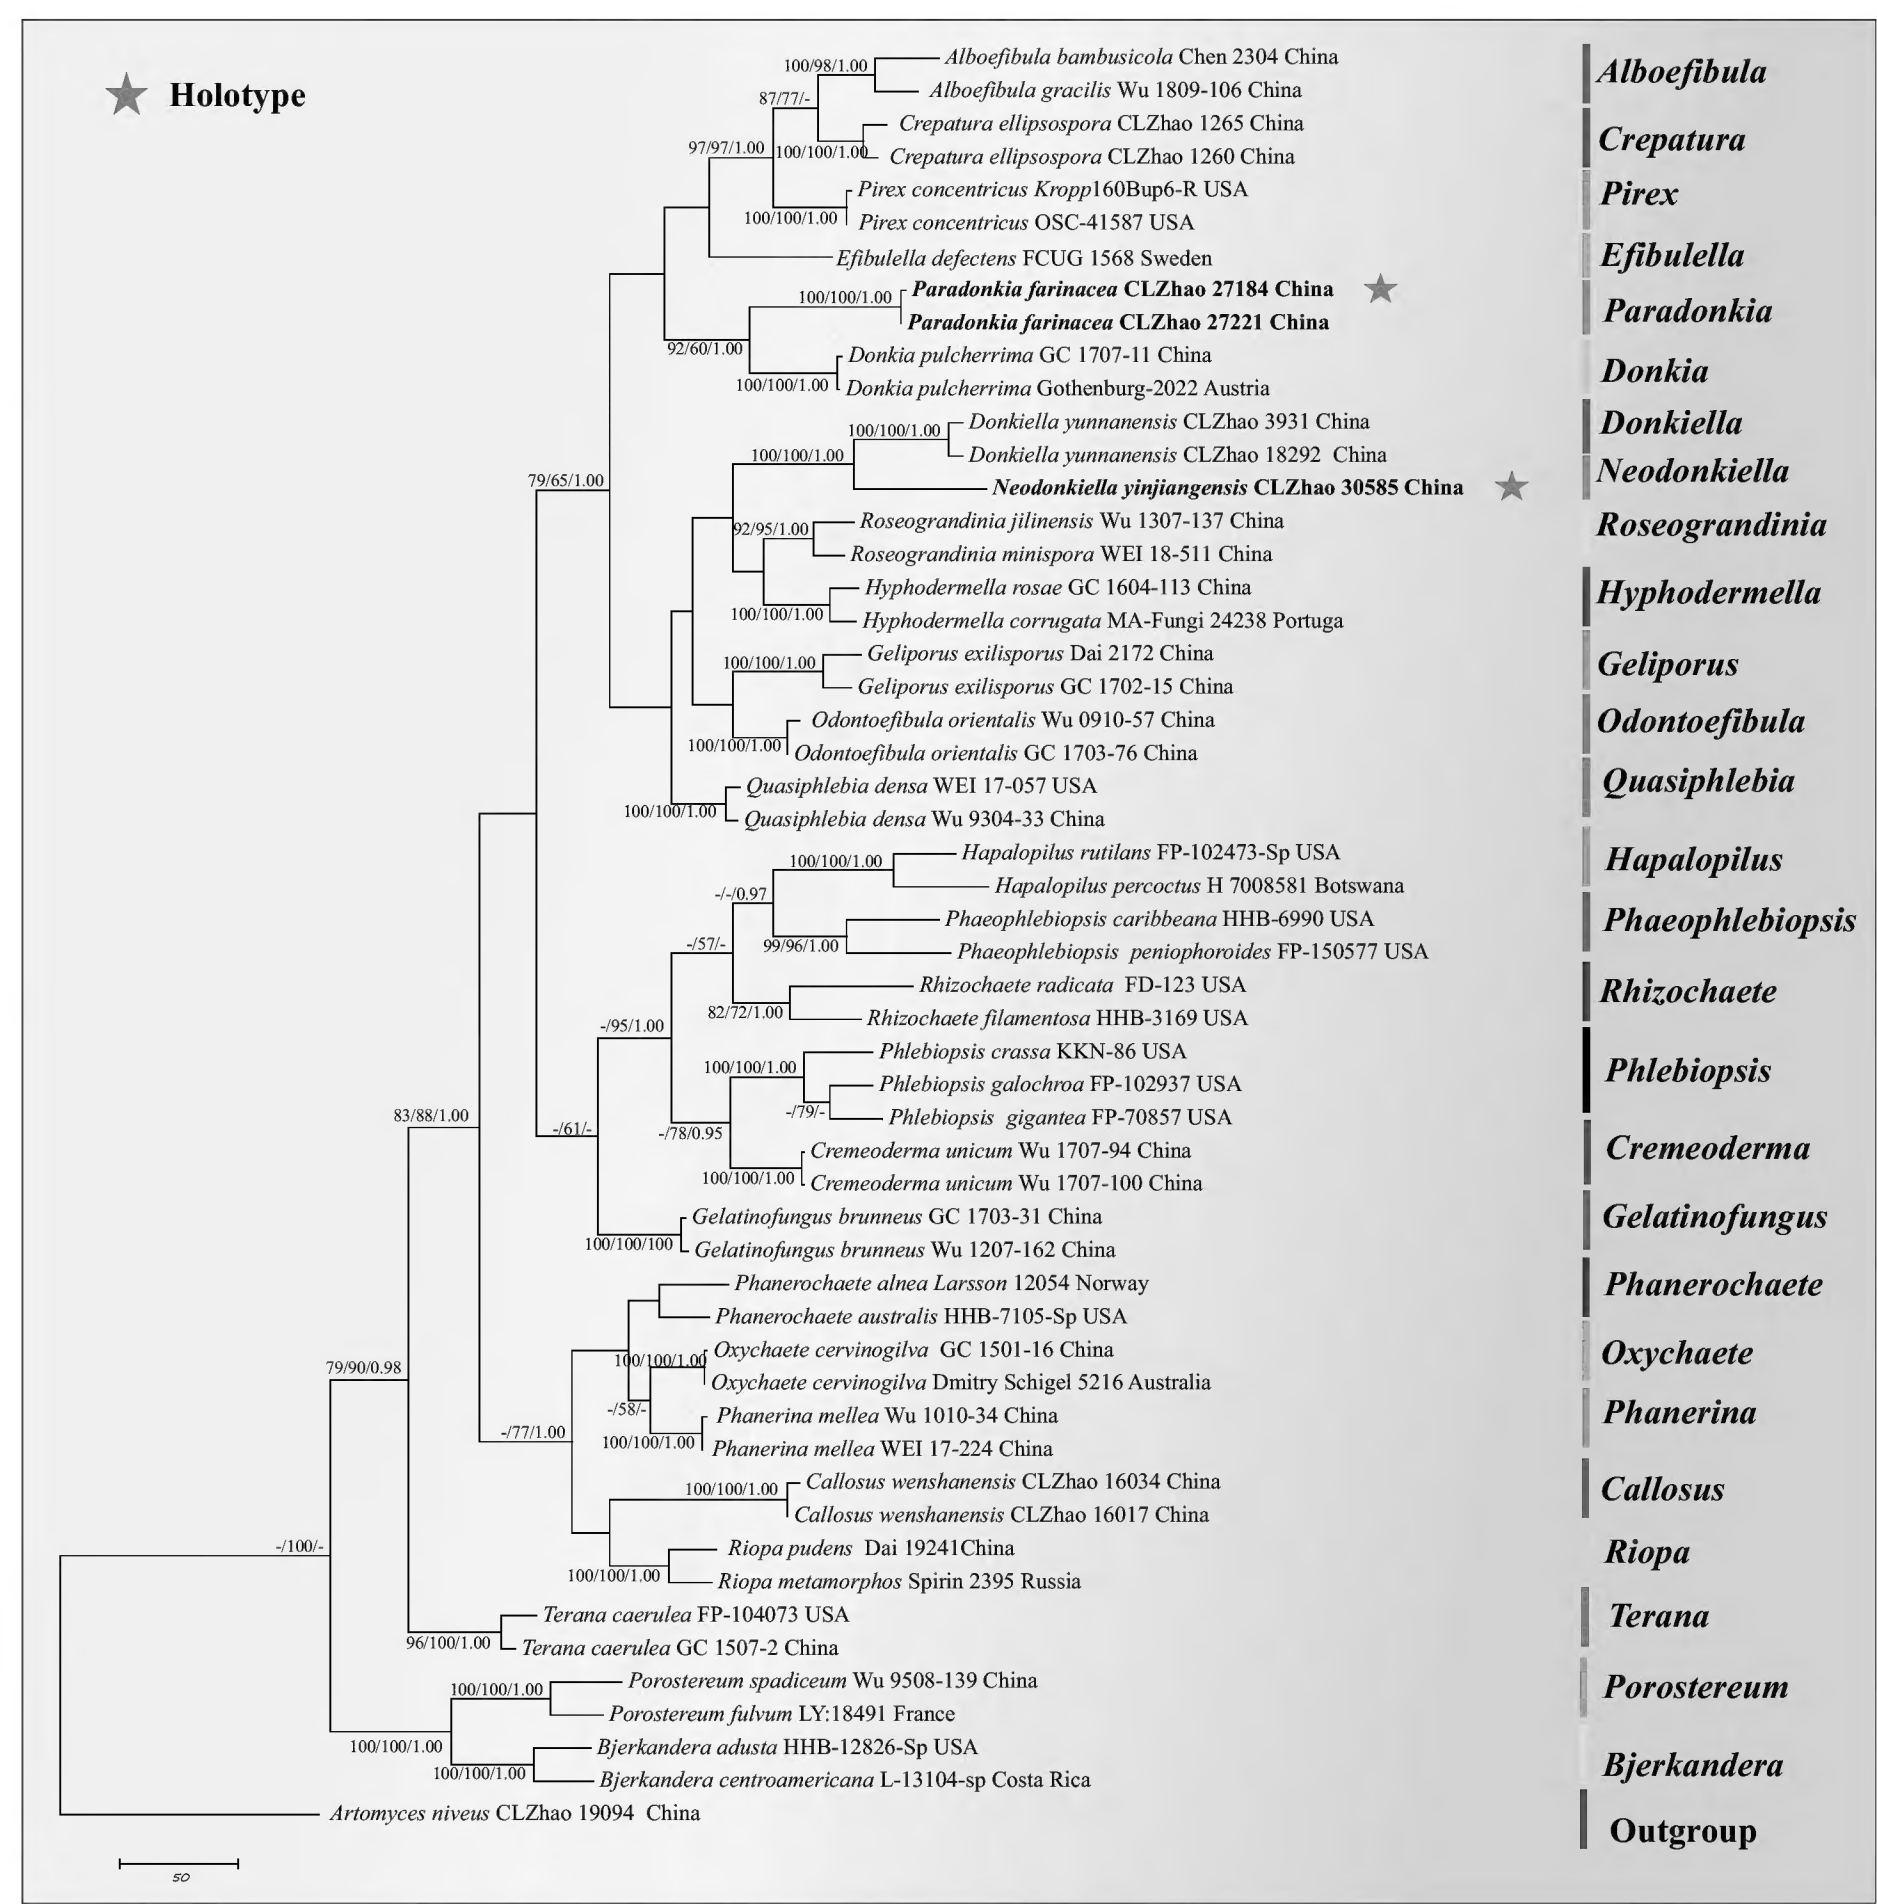 Holotype
100/98/1.00
Alboefibula bambusicola Chen 2304 China
Alboefibula
87/77/-
Alboefibula gracilis Wu 1809-106 China
Crepatura ellipsospora CLZhao 1265 China
Crepatura
97/97/1.00
100/100/1.00
Crepatura ellipsospora CLZhao 1260 China
Pirex concentricus Kropp160Bup6-R USA
Pirex
100/100/1.00
Pirex concentricus OSC-41587 USA
Efibulella defectens FCUG 1568 Sweden
Efibulella
100/100/1.00
Paradonkia farinacea CLZhao 27184 China
Paradonkia
Paradonkia farinacea CLZhao 27221 China
92/60/1.00
Donkia pulcherrima GC 1707-11 China
Donkia
100/100/1.00
Donkia pulcherrima Gothenburg-2022 Austria
Donkiella yunnanensis CLZhao 3931 China
Donkiella
100/100/1.00
100/100/1.00
Donkiella yunnanensis CLZhao 18292 China
Neodonkiella
79/65/1.00
Neodonkiella yinjiangensis CLZhao 30585 China
92/95/1.00
Roseograndinia jilinensis Wu 1307-137 China
Roseograndinia
Roseograndinia minispora WEI 18-511 China
Hyphodermella rosae GC 1604-113 China
Hyphodermella
100/100/1.00
Hyphodermella corrugata MA-Fungi 24238 Portuga
100/100/1.00
Geliporus exilisporus Dai 2172 China
Geliporus
Geliporus exilisporus GC 1702-15 China
Odontoefibula orientalis Wu 0910-57 China
Odontoefibula
100/100/1.00
Odontoefibula orientalis GC 1703-76 China
Quasiphlebia densa WEI 17-057 USA
Quasiphlebia
100/100/1.00
Quasiphlebia densa Wu 9304-33 China
100/100/1.00
Hapalopilus rutilans FP-102473-Sp USA
Hapalopilus
-/-/0.97
Hapalopilus percoctus H 7008581 Botswana
Phaeophlebiopsis caribbeana HHB-6990 USA
Phaeophlebiopsis
-/57/-
99/96/1.00
Phaeophlebiopsis peniophoroides FP-150577 USA
Rhizochaete radicata FD-123 USA
Rhizochaete
82/72/1.00
-/95/1.00
Rhizochaete filamentosa HHB-3169 USA
Phlebiopsis crassa KKN-86 USA
100/100/1.00
Phlebiopsis
Phlebiopsis galochroa FP-102937 USA
83/88/1.00
-/79/-
Phlebiopsis gigantea FP-70857 USA
-/61/-
-/78/0.95
Cremeoderma unicum Wu 1707-94 China
Cremeoderma
100/100/1.00
Cremeoderma unicum Wu 1707-100 China
Gelatinofungus brunneus GC 1703-31 China
Gelatinofungus
100/100/100
Gelatinofungus brunneus Wu 1207-162 China
Phanerochaete alnea Larsson 12054 Norway
Phanerochaete
Phanerochaete australis HHB-7105-Sp USA
79/90/0.98
100/100/1.00
Oxychaete cervinogilva GC 1501-16 China
Oxychaete
Oxychaete cervinogilva Dmitry Schigel 5216 Australia
-/58/-
Phanerina mellea Wu 1010-34 China
Phanerina
-/77/1.00
100/100/1.00
Phanerina mellea WEI 17-224 China
100/100/1.00
Callosus wenshanensis CLZhao 16034 China
Callosus
Callosus wenshanensis CLZhao 16017 China
-/100/-
Riopa pudens Dai 19241China
Riopa
100/100/1.00
Riopa metamorphos Spirin 2395 Russia
Terana caerulea FP-104073 USA
Terana
96/100/1.00
Terana caerulea GC 1507-2 China
100/100/1.00
Porostereum spadiceum Wu 9508-139 China
Porostereum
Porostereum fulvum LY:18491 France
100/100/1.00
Bjerkandera adusta HHB-12826-Sp USA
Bjerkandera
100/100/1.00
Bjerkandera centroamericana L-13104-sp Costa Rica
Artomyces niveus CLZhao 19094 China
Outgroup
50